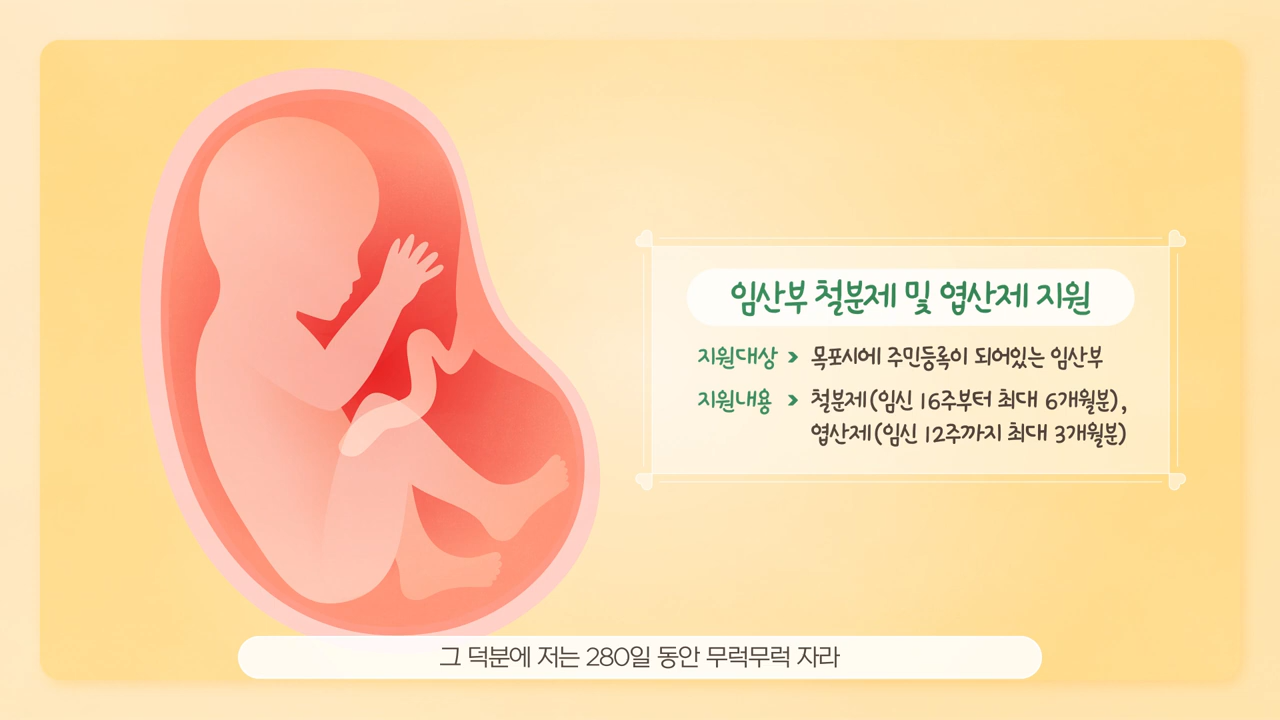 임산부 철분제 및 엽산제 지원
지원대상 > 목포시에 주민등록이 되어있는 임산부
지원내용 > 철분제(임신 16주부터 최대 6개월분),
엽산제(임신 12주까지 최대 3개월분)
그 덕분에 저는 280일 동안 무럭무럭 자라